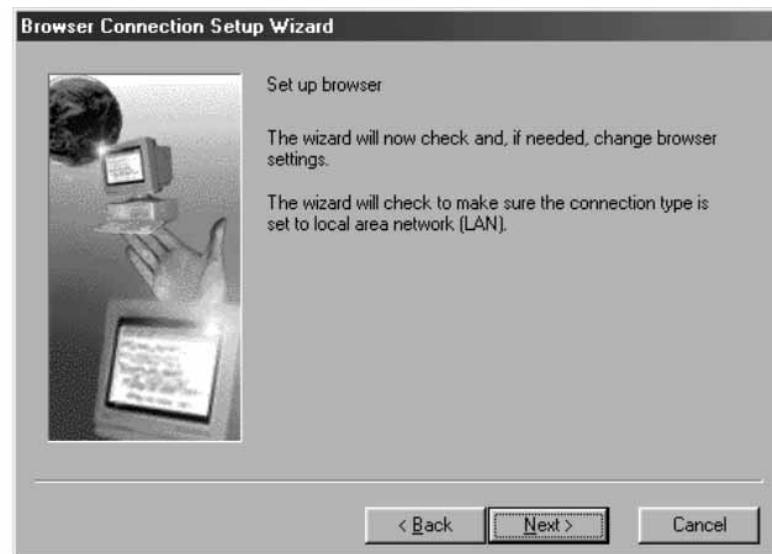 Browser Connection Setup Wizard
Set up browser
The wizard will now check and, if needed, change browser
settings.
The wizard will check to make sure the connection type is
set to local area network (LAN).
< Back
Next >
Cancel